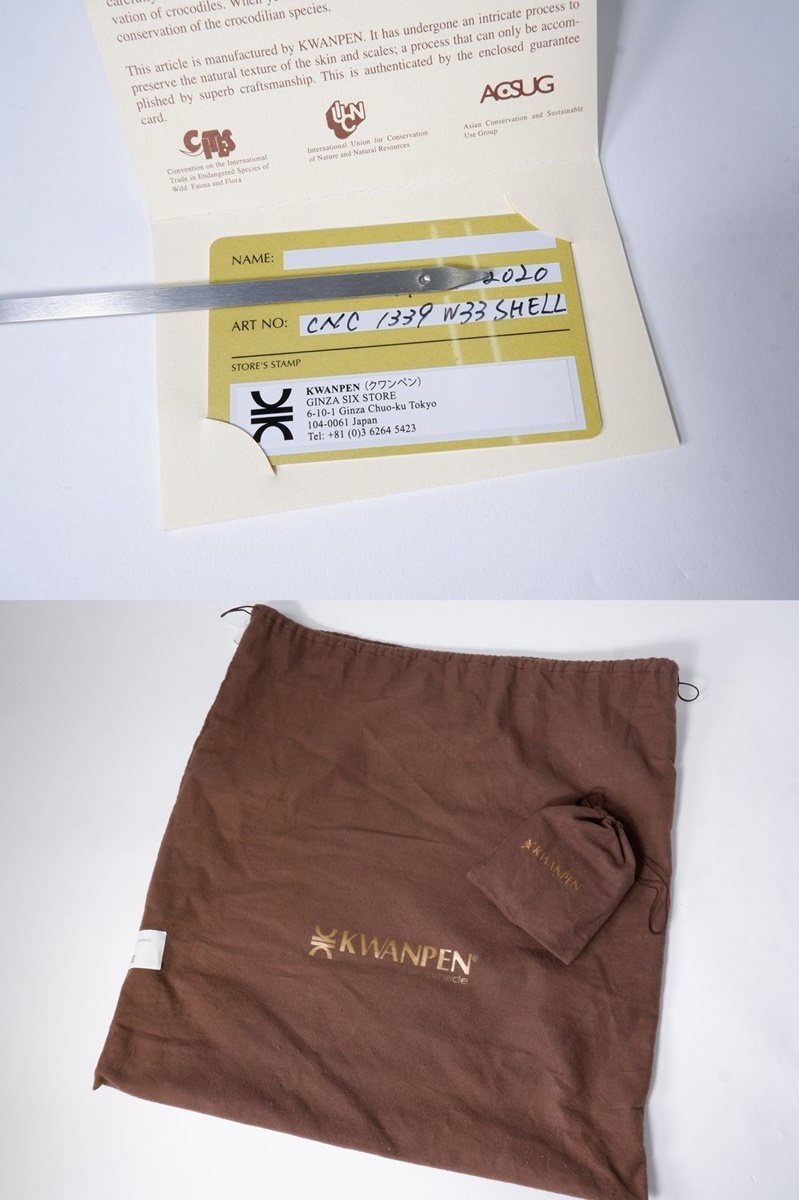 vation of crocodiles. When
conservation of the crocodilian species.
This article is manufactured by KWANPEN. It has undergone an intricate process to
preserve the natural texture of the skin and scales; a process that can only be accom-
plished by superb craftsmanship. This is authenticated by the enclosed guarantee
card.
CITES
Convention on the International
Trade in Endangered Species of
Wild Fauna and Flora
IUCN
International Union for Conservation
of Nature and Natural Resources
ACSUG
Asian Conservation and Sustainable
Use Group
NAME:
2020
ART NO: CNC 1339 W33 SHELL
STORE'S STAMP
KWANPEN (クワンペン)
GINZA SIX STORE
6-10-1 Ginza Chuo-ku Tokyo
104-0061 Japan
Tel: +81 (0)3 6264 5423
KWANPEN
KWANPEN®